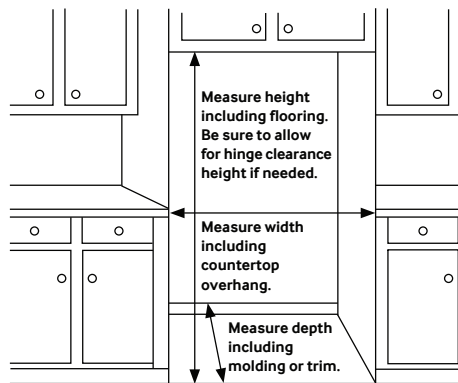 Measure height
including flooring.
Be sure to allow
for hinge clearance
height if needed.
Measure width
including
countertop
overhang.
Measure depth
including
molding or trim.